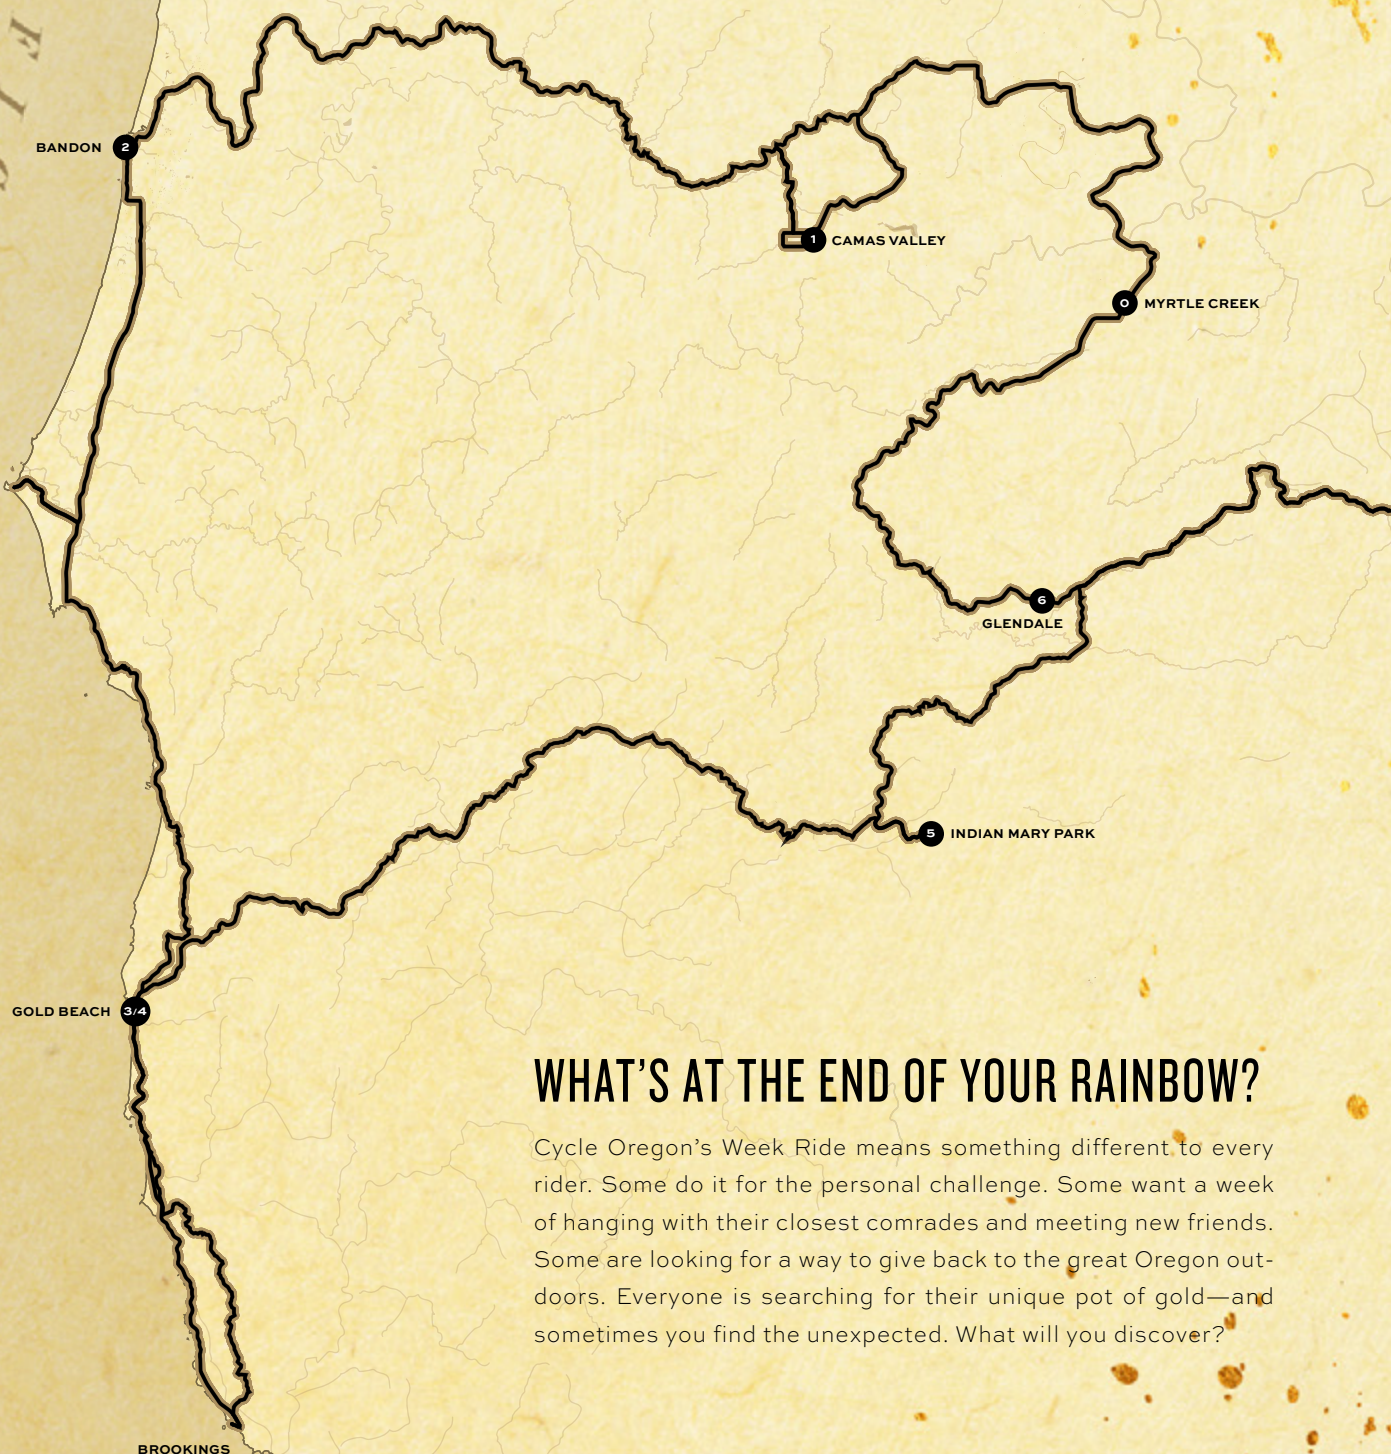 BANDON
2
1
CAMAS VALLEY
0
MYRTLE CREEK
6
GLENDALE
5
INDIAN MARY PARK
GOLD BEACH
3/4
WHAT'S AT THE END OF YOUR RAINBOW?
Cycle Oregon's Week Ride means something different to every
rider. Some do it for the personal challenge. Some want a week
of hanging with their closest comrades and meeting new friends.
Some are looking for a way to give back to the great Oregon out-
doors. Everyone is searching for their unique pot of gold—and
sometimes you find the unexpected. What will you discover?
BROOKINGS